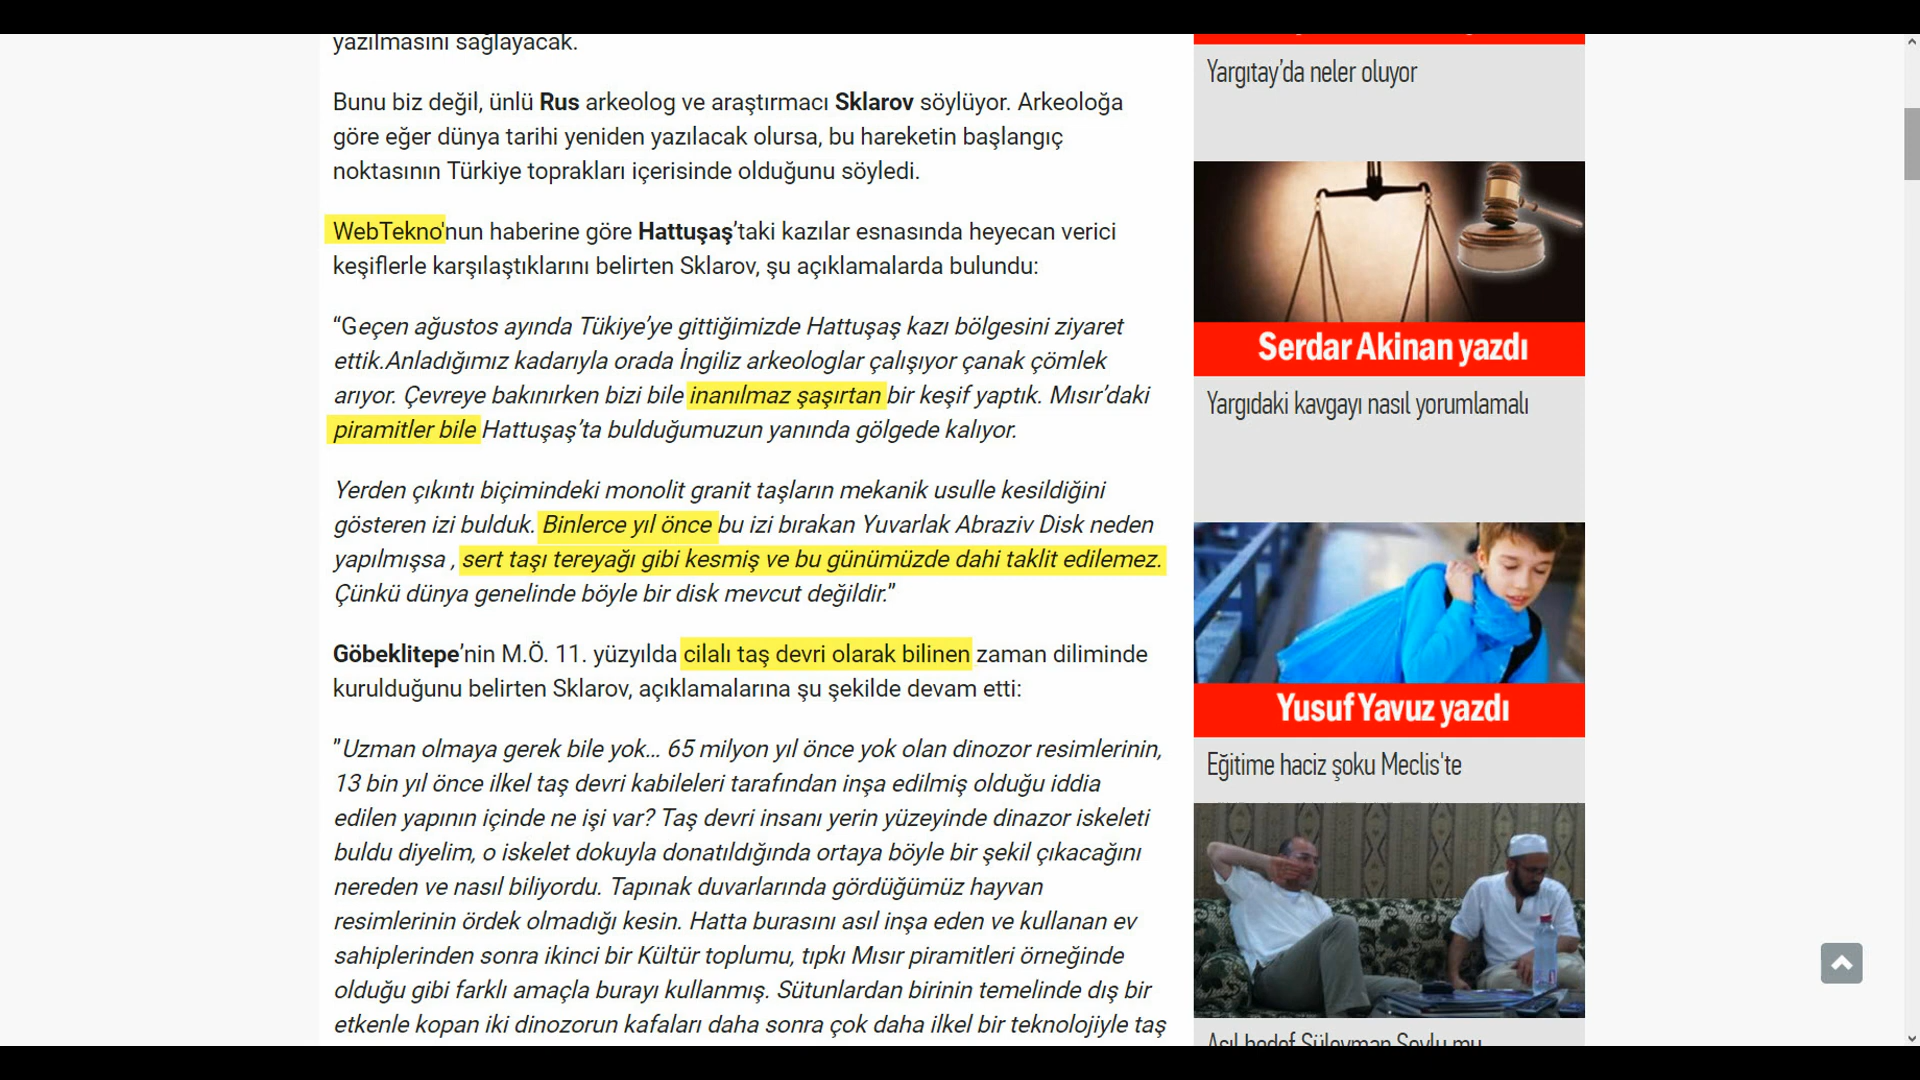 yazılmasını sağlayacak.
Bunu biz değil, ünlü Rus arkeolog ve araştırmacı Sklarov söylüyor. Arkeoloğa
göre eğer dünya tarihi yeniden yazılacak olursa, bu hareketin başlangıç
noktasının Türkiye toprakları içerisinde olduğunu söyledi.
WebTekno'nun haberine göre Hattuşaş’taki kazılar esnasında heyecan verici
keşiflerle karşılaştıklarını belirten Sklarov, şu açıklamalarda bulundu:
“Geçen ağustos ayında Tükiye’ye gittiğimizde Hattuşaş kazı bölgesini ziyaret
ettik.Anladığımız kadarıyla orada İngiliz arkeologlar çalışıyor çanak çömlek
arıyor. Çevreye bakınırken bizi bile inanılmaz şaşırtan bir keşif yaptık. Mısır’daki
piramitler bile Hattuşaş’ta bulduğumuzun yanında gölgede kalıyor.
Yerden çıkıntı biçimindeki monolit granit taşların mekanik usulle kesildiğini
gösteren izi bulduk. Binlerce yıl önce bu izi bırakan Yuvarlak Abraziv Disk neden
yapılmışsa , sert taşı tereyağı gibi kesmiş ve bu günümüzde dahi taklit edilemez.
Çünkü dünya genelinde böyle bir disk mevcut değildir.”
Göbeklitepe’nin M.Ö. 11. yüzyılda cilalı taş devri olarak bilinen zaman diliminde
kurulduğunu belirten Sklarov, açıklamalarına şu şekilde devam etti:
"Uzman olmaya gerek bile yok… 65 milyon yıl önce yok olan dinozor resimlerinin,
13 bin yıl önce ilkel taş devri kabileleri tarafından inşa edilmiş olduğu iddia
edilen yapının içinde ne işi var? Taş devri insanı yerin yüzeyinde dinazor iskeleti
buldu diyelim, o iskelet dokuyla donatıldığında ortaya böyle bir şekil çıkacağını
nereden ve nasıl biliyordu. Tapınak duvarlarında gördüğümüz hayvan
resimlerinin ördek olmadığı kesin. Hatta burasını asıl inşa eden ve kullanan ev
sahiplerinden sonra ikinci bir Kültür toplumu, tıpkı Mısır piramitleri örneğinde
olduğu gibi farklı amaçla burayı kullanmış. Sütunlardan birinin temelinde dış bir
etkenle kopan iki dinozorun kafaları daha sonra çok daha ilkel bir teknolojiyle taş
Yargıtay’da neler oluyor
Serdar Akinan yazdı
Yargıdaki kavgayı nasıl yorumlamalı
Yusuf Yavuz yazdı
Eğitime haciz şoku Meclis'te
Asıl hedef Süleyman Soylu mu